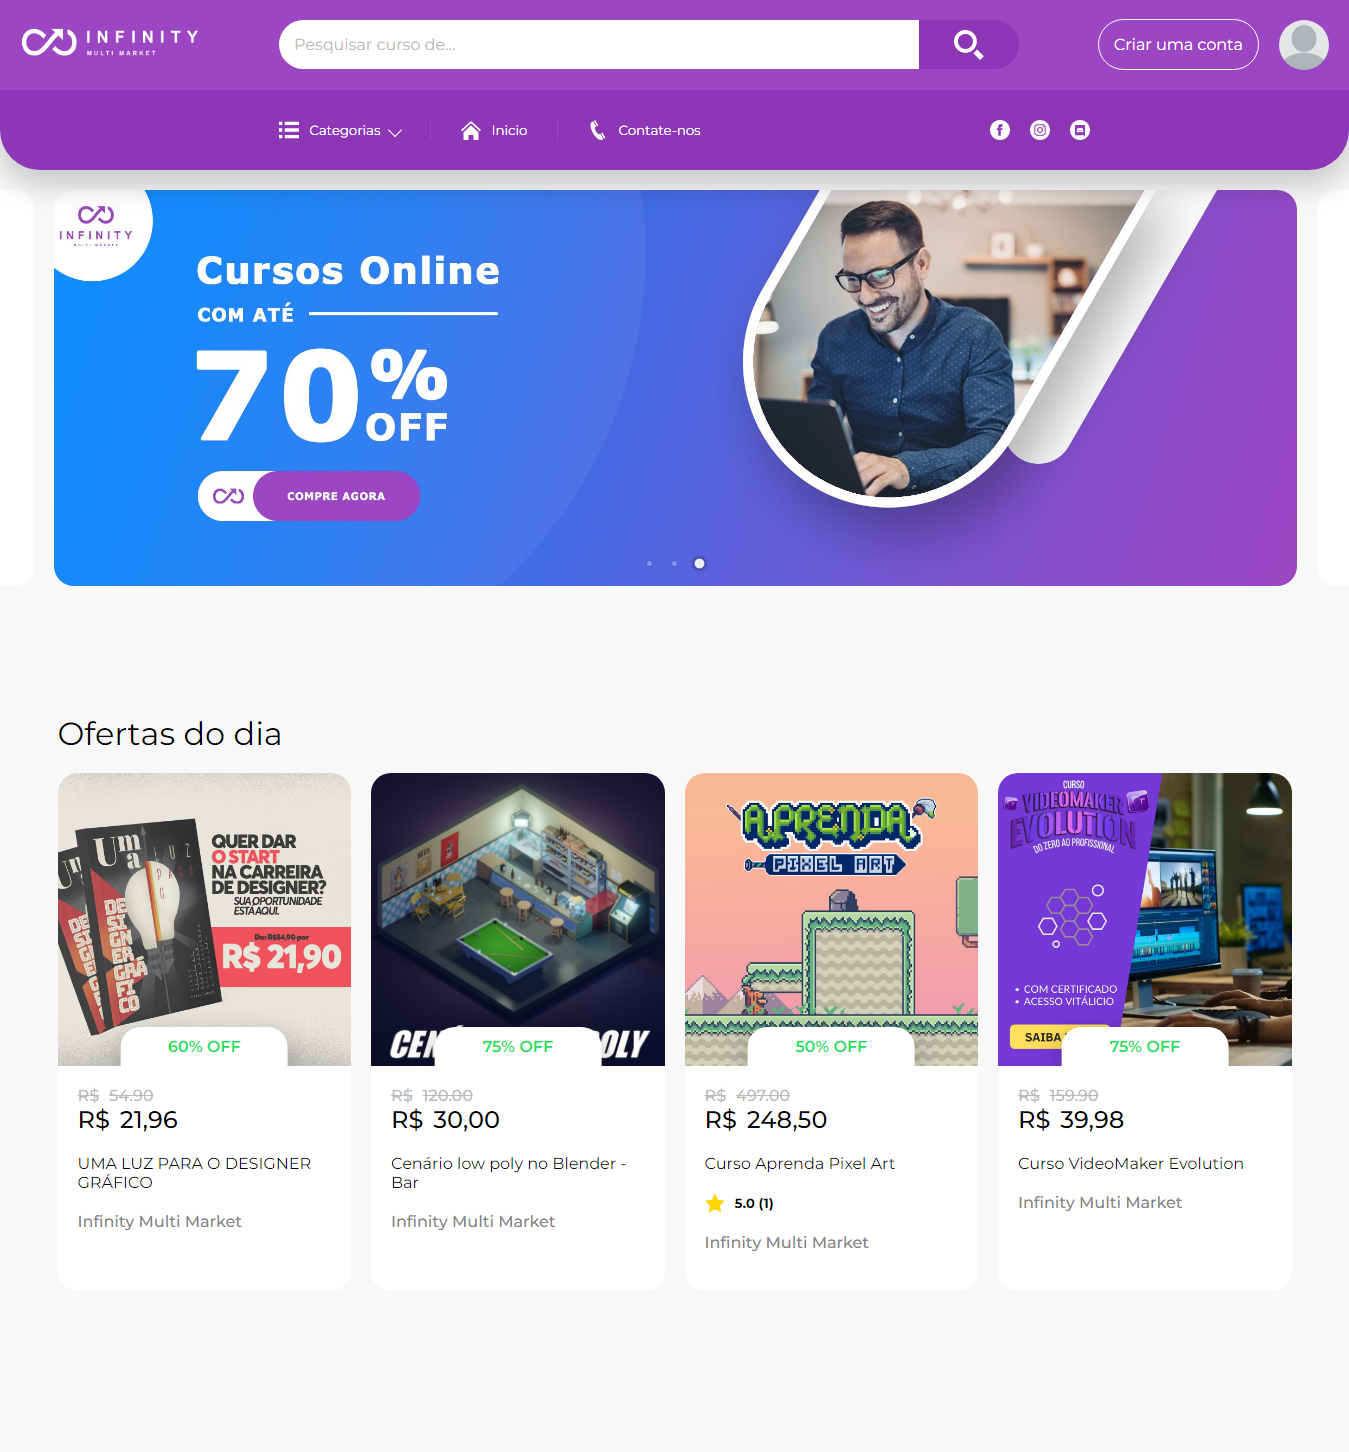 INFINITY
MULTI MARKET
Pesquisar curso de...
Criar uma conta
Categorias
Inicio
Contate-nos
INFINITY
MULTI MARKET
Cursos Online
COM ATÉ
70% OFF
COMPRE AGORA
Ofertas do dia
Uma LUZ PARA O
DESIGNER GRÁFICO
QUER DAR
O START
NA CARREIRA
DE DESIGNER?
SUA OPORTUNIDADE
ESTA AQUI.
De: R$54,90 por
R$ 21,90
60% OFF
R$ 54.90
R$ 21,96
UMA LUZ PARA O DESIGNER
GRÁFICO
Infinity Multi Market
75% OFF
R$ 120.00
R$ 30,00
Cenário low poly no Blender -
Bar
Infinity Multi Market
APRENDA
PIXEL ART
50% OFF
R$ 497.00
R$ 248,50
Curso Aprenda Pixel Art
5.0 (1)
Infinity Multi Market
CURSO
VIDEOMAKER
EVOLUTION
DO ZERO AO PROFISSIONAL
• COM CERTIFICADO
• ACESSO VITÁLICIO
SAIBA
75% OFF
R$ 159.90
R$ 39,98
Curso VideoMaker Evolution
Infinity Multi Market